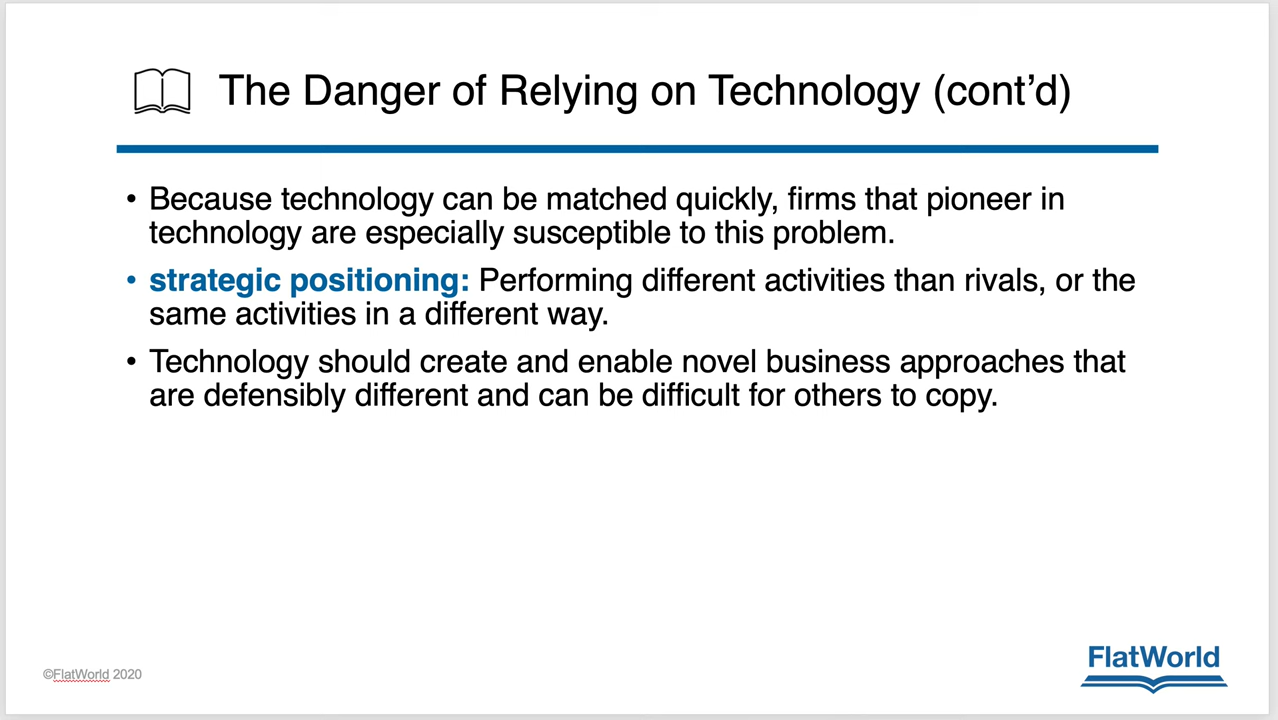 The Danger of Relying on Technology (cont’d)
• Because technology can be matched quickly, firms that pioneer in
technology are especially susceptible to this problem.
• strategic positioning: Performing different activities than rivals, or the
same activities in a different way.
• Technology should create and enable novel business approaches that
are defensibly different and can be difficult for others to copy.
©FlatWorld 2020
FlatWorld